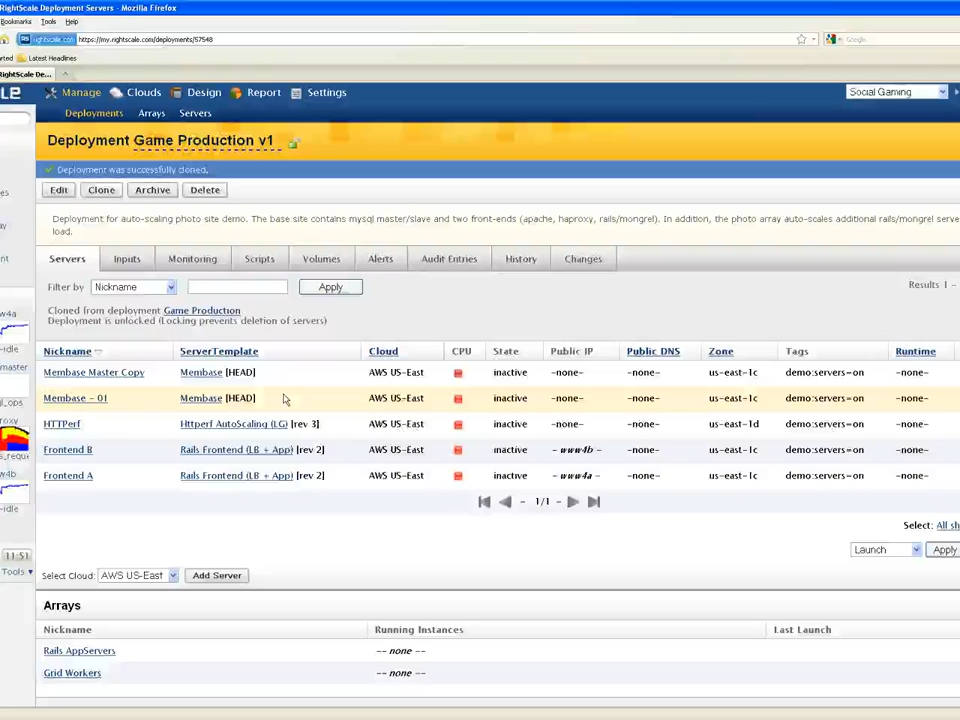 RightScale Deployment Servers - Mozilla Firefox
Bookmarks Tools Help
rightscale.com https://my.rightscale.com/deployments/57548 Google
Latest Headlines
RightScale De...
Manage Clouds Design Report Settings Social Gaming
Deployments Arrays Servers
Deployment Game Production v1
Deployment was successfully cloned.
Edit Clone Archive Delete
Deployment for auto-scaling photo site demo. The base site contains mysql master/slave and two front-ends (apache, haproxy, rails/mongrel). In addition, the photo array auto-scales additional rails/mongrel serve
load.
Servers Inputs Monitoring Scripts Volumes Alerts Audit Entries History Changes
Filter by Nickname Apply Results 1 -
Cloned from deployment Game Production
Deployment is unlocked (Locking prevents deletion of servers)
Nickname ServerTemplate Cloud CPU State Public IP Public DNS Zone Tags Runtime
Membase Master Copy Membase [HEAD] AWS US-East inactive -none- -none- us-east-1c demo:servers=on -none-
Membase - 01 Membase [HEAD] AWS US-East inactive -none- -none- us-east-1c demo:servers=on -none-
HTTPerf Httperf AutoScaling (LG) [rev 3] AWS US-East inactive -none- -none- us-east-1d demo:servers=on -none-
Frontend B Rails Frontend (LB + App) [rev 2] AWS US-East inactive - www4b - -none- us-east-1c demo:servers=on -none-
Frontend A Rails Frontend (LB + App) [rev 2] AWS US-East inactive - www4a - -none- us-east-1c demo:servers=on -none-
- 1/1 -
Select: All sh
Launch Apply
11:51
Tools
Select Cloud: AWS US-East Add Server
Arrays
Nickname Running Instances Last Launch
Rails AppServers -- none --
Grid Workers -- none --